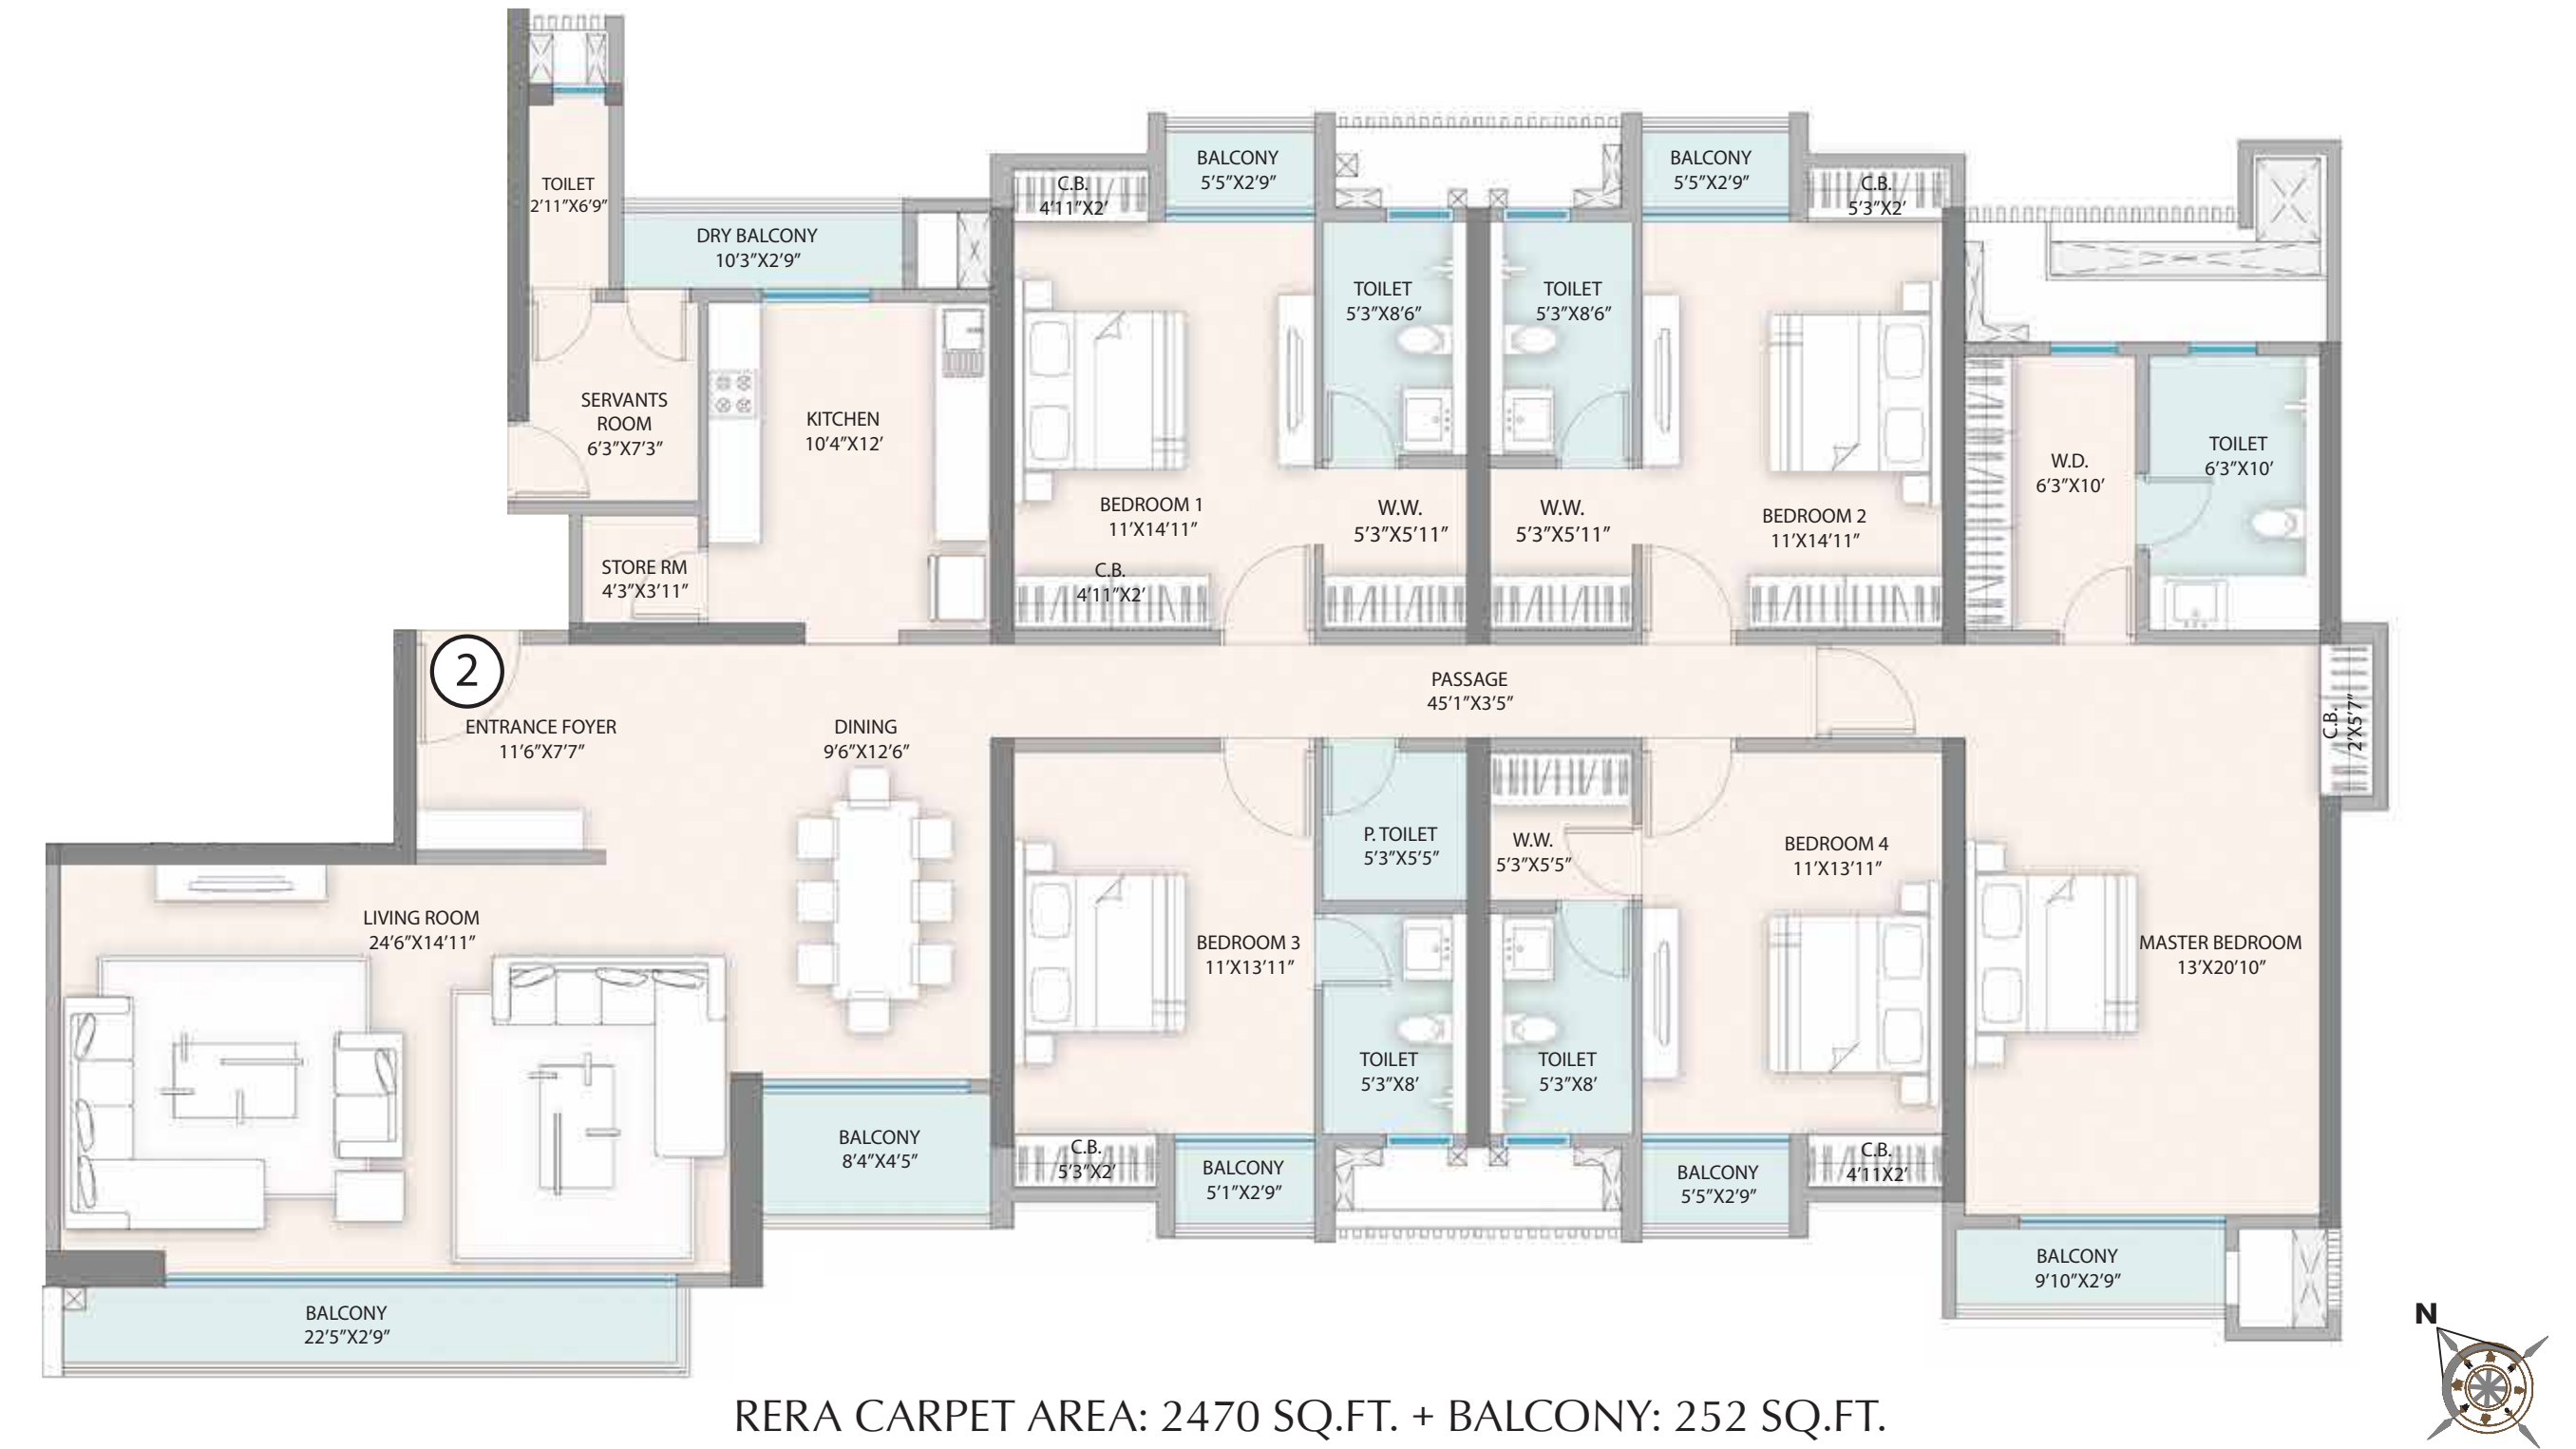 TOILET
2'11"X6'9"
DRY BALCONY
10'3"X2'9"
SERVANTS
ROOM
6'3"X7'3"
KITCHEN
10'4"X12'
STORE RM
4'3"X3'11"
C.B.
4'11"X2'
BALCONY
5'5"X2'9"
BALCONY
5'5"X2'9"
C.B.
5'3"X2'
TOILET
5'3"X8'6"
TOILET
5'3"X8'6"
BEDROOM 1
11'X14'11"
C.B.
4'11"X2'
W.W.
5'3"X5'11"
W.W.
5'3"X5'11"
BEDROOM 2
11'X14'11"
W.D.
6'3"X10'
TOILET
6'3"X10'
2
ENTRANCE FOYER
11'6"X7'7"
DINING
9'6"X12'6"
PASSAGE
45'1"X3'5"
C.B.
2'X5'7"
LIVING ROOM
24'6"X14'11"
BEDROOM 3
11'X13'11"
P. TOILET
5'3"X5'5"
W.W.
5'3"X5'5"
BEDROOM 4
11'X13'11"
MASTER BEDROOM
13'X20'10"
TOILET
5'3"X8'
TOILET
5'3"X8'
BALCONY
8'4"X4'5"
C.B.
5'3"X2'
BALCONY
5'1"X2'9"
BALCONY
5'5"X2'9"
C.B.
4'11X2'
BALCONY
9'10"X2'9"
BALCONY
22'5"X2'9"
N
RERA CARPET AREA: 2470 SQ.FT. + BALCONY: 252 SQ.FT.